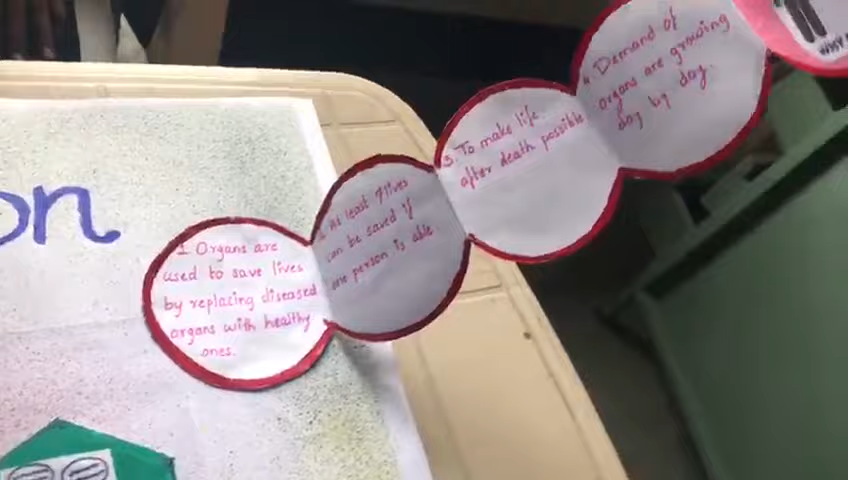 on
1. Organs are
used to save lives
by replacing diseased
organs with healthy
ones.
At least 7 lives
can be saved if
one person is able
3. To make life
after death possible
4. Demand of
organs are growing
day by day.
WHY